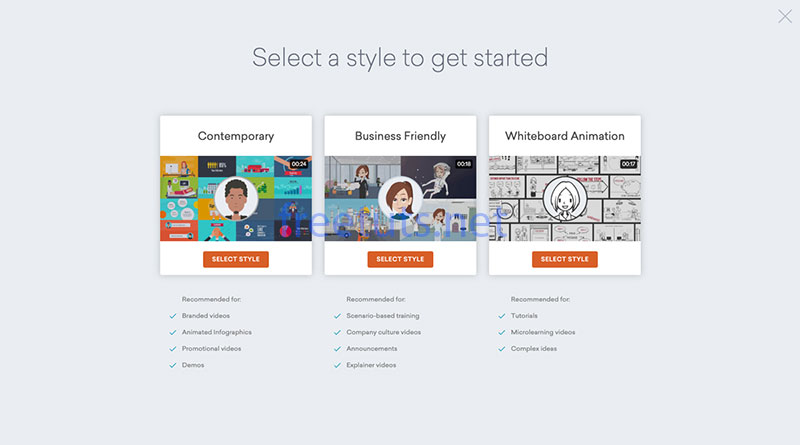 Select a style to get started
Contemporary
00:24
SELECT STYLE
Recommended for:
Branded videos
Animated Infographics
Promotional videos
Demos
Business Friendly
00:18
SELECT STYLE
Recommended for:
Scenario-based training
Company culture videos
Announcements
Explainer videos
Whiteboard Animation
00:17
SELECT STYLE
Recommended for:
Tutorials
Microlearning videos
Complex ideas
freetuts.net